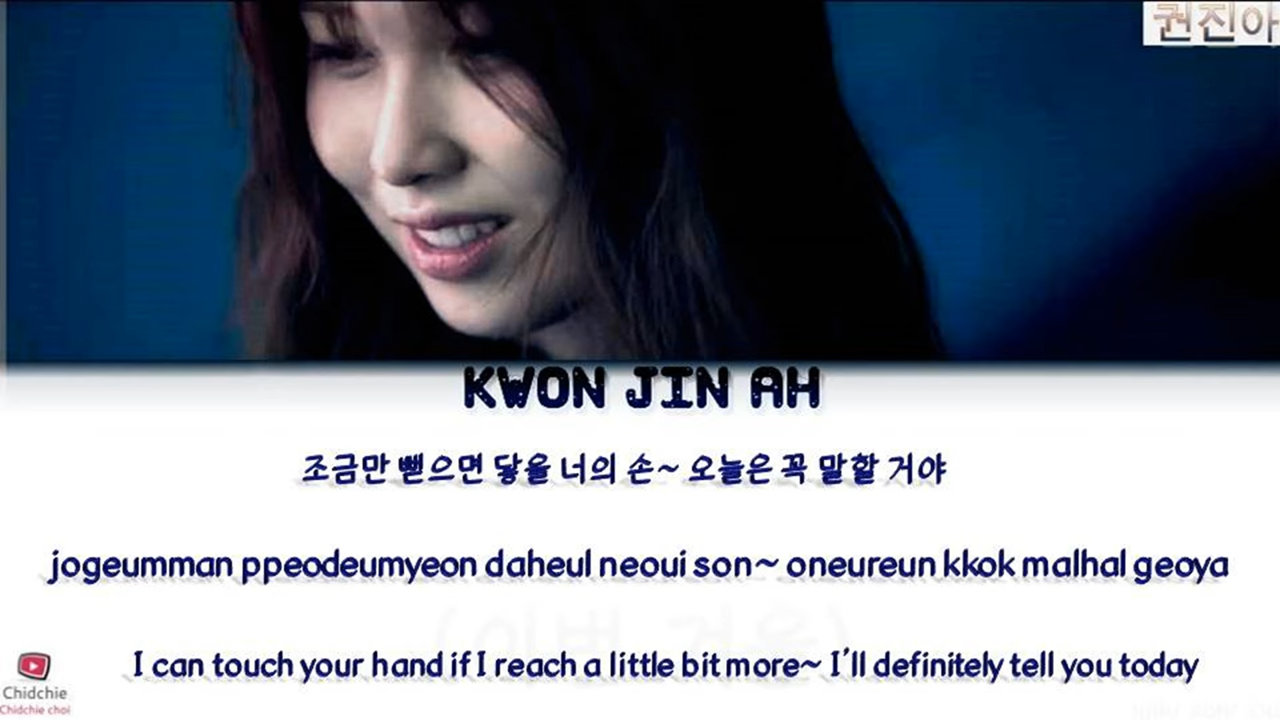 권진아
KWON JIN AH
조금만 뻗으면 닿을 너의 손~ 오늘은 꼭 말할 거야
jogeumman ppeodeumyeon daheul neoui son~ oneureun kkok malhal geoya
I can touch your hand if I reach a little bit more~ I'll definitely tell you today
Chidchie
Chidchie choi